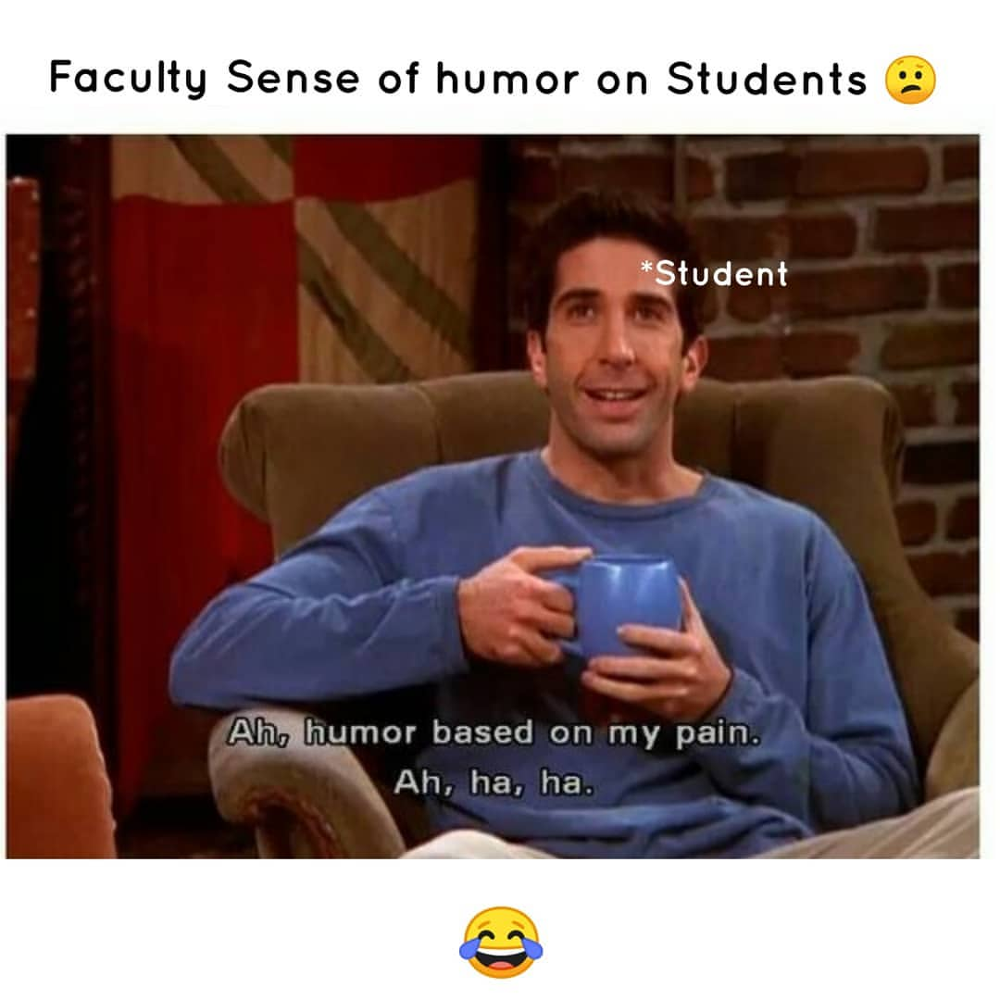 Faculty Sense of humor on Students 😕
*Student
Ah, humor based on my pain.
Ah, ha, ha.
😂